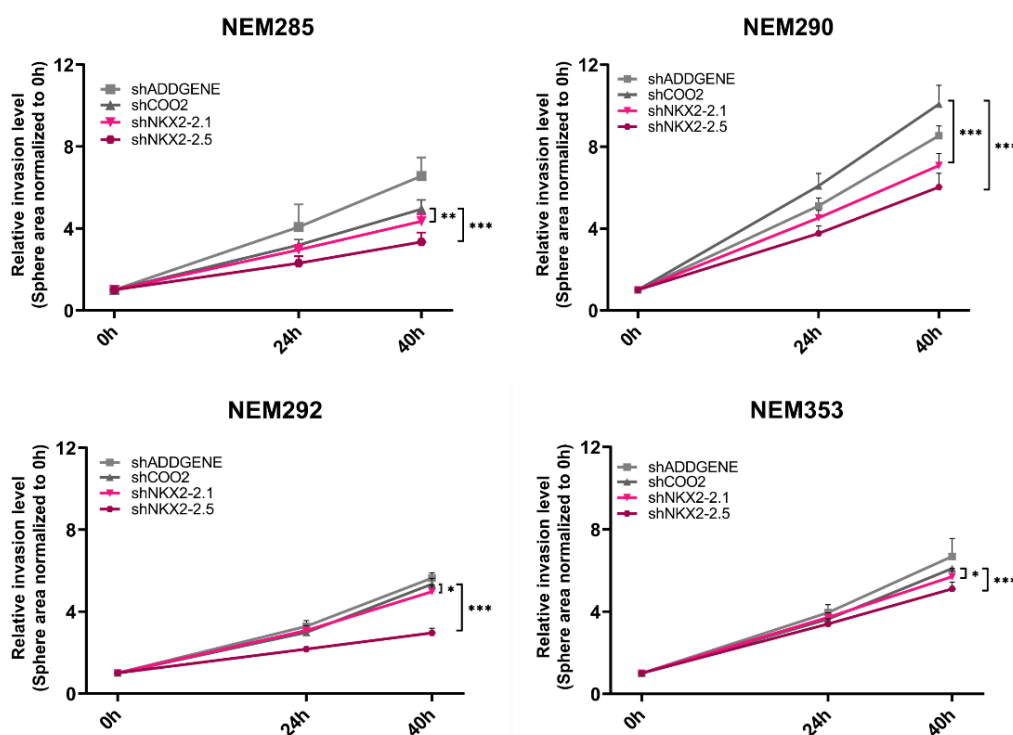 NEM285
Relative invasion level
(Sphere area normalized to 0h)
12
8
4
0
shADDGENE
shCOO2
shNKX2-2.1
shNKX2-2.5
**
***
0h
24h
40h
NEM290
Relative invasion level
(Sphere area normalized to 0h)
12
8
4
0
shADDGENE
shCOO2
shNKX2-2.1
shNKX2-2.5
***
***
0h
24h
40h
NEM292
Relative invasion level
(Sphere area normalized to 0h)
12
8
4
0
shADDGENE
shCOO2
shNKX2-2.1
shNKX2-2.5
*
***
0h
24h
40h
NEM353
Relative invasion level
(Sphere area normalized to 0h)
12
8
4
0
shADDGENE
shCOO2
shNKX2-2.1
shNKX2-2.5
*
***
0h
24h
40h